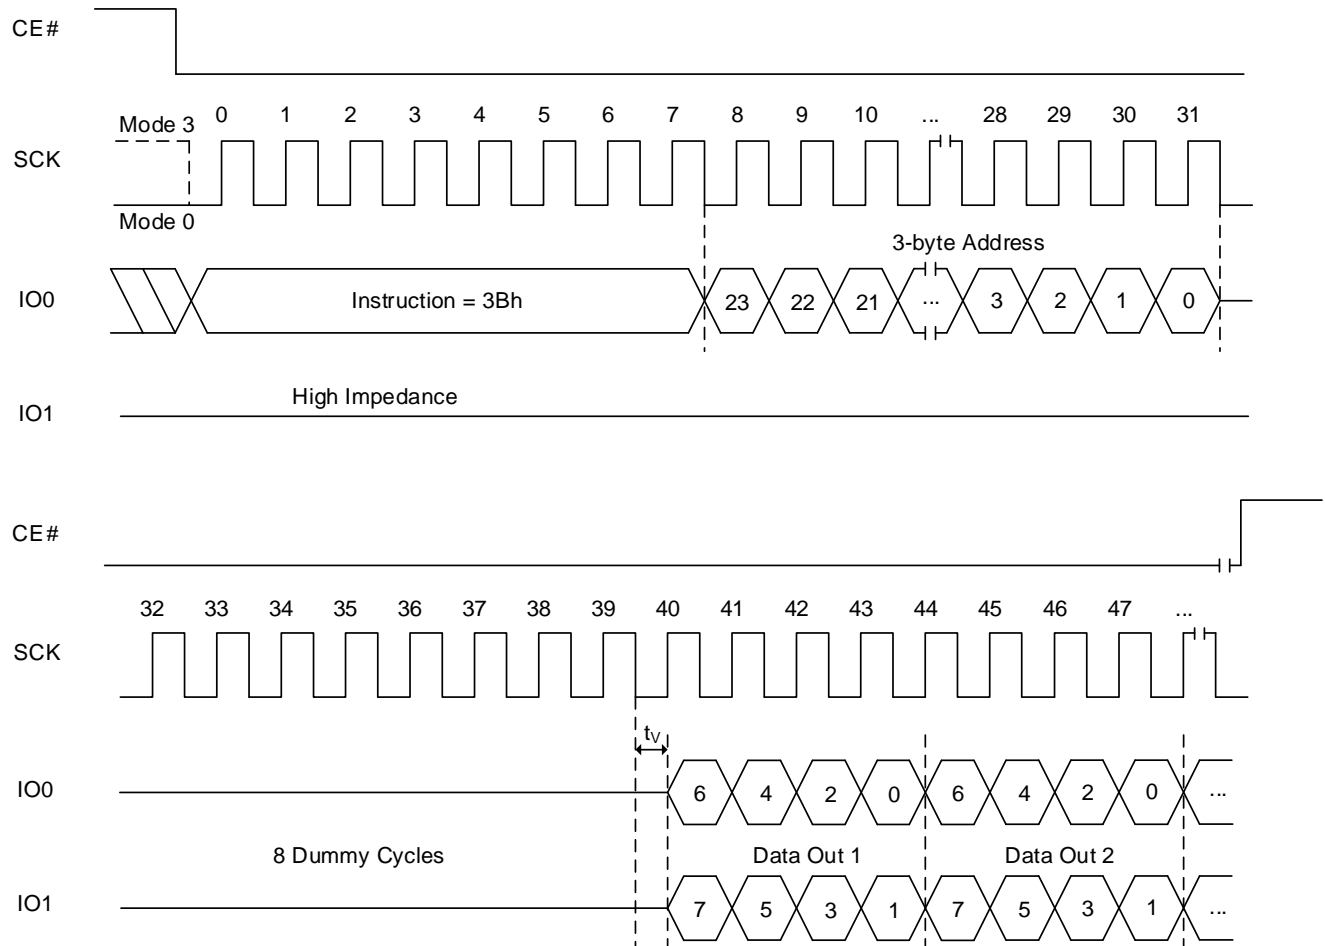 CE#
0 1 2 3 4 5 6 7 8 9 10 ... 28 29 30 31
Mode 3
SCK
Mode 0
3-byte Address
IO0 Instruction = 3Bh 23 22 21 ... 3 2 1 0
High Impedance
IO1
CE#
32 33 34 35 36 37 38 39 40 41 42 43 44 45 46 47 ...
SCK
tV
IO0 6 4 2 0 6 4 2 0 ...
8 Dummy Cycles Data Out 1 Data Out 2
IO1 7 5 3 1 7 5 3 1 ...